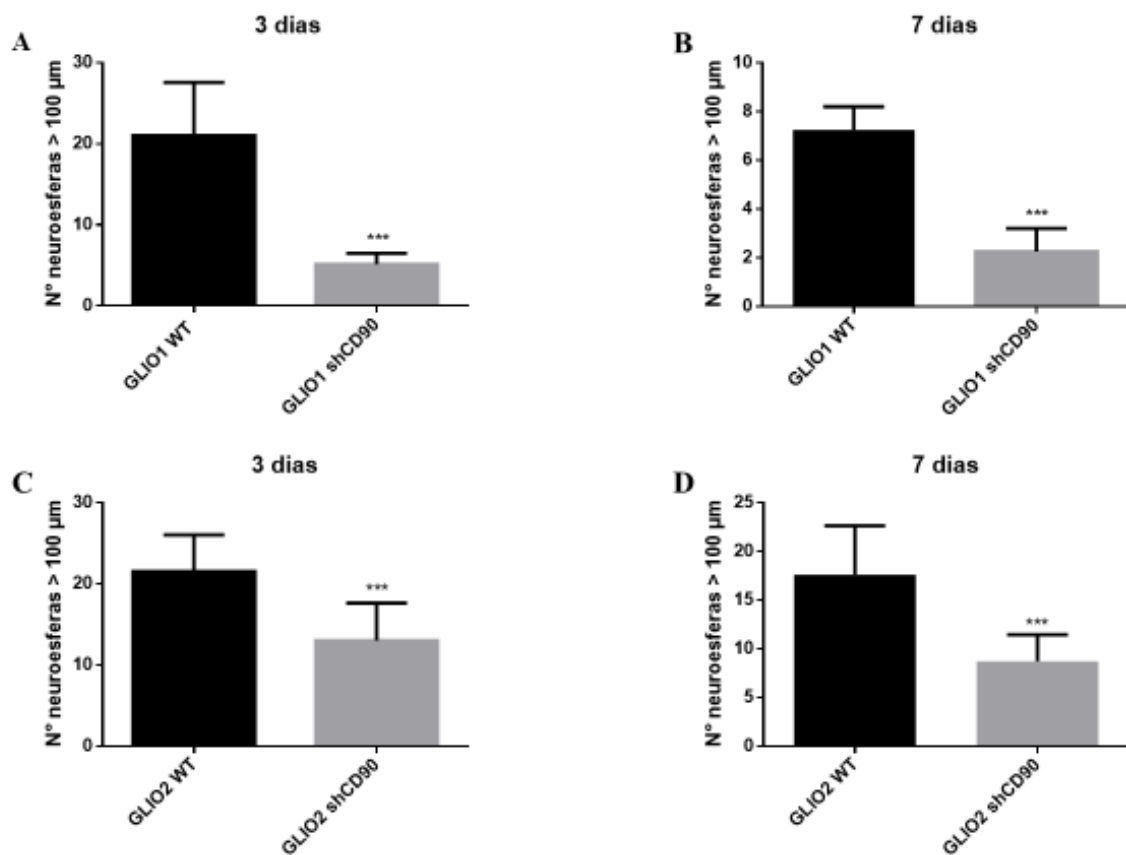 A
3 dias
N° neuroesferas > 100 µm
30
20
10
0
***
GLIO1 WT
GLIO1 shCD90
B
7 dias
N° neuroesferas > 100 µm
10
8
6
4
2
0
***
GLIO1 WT
GLIO1 shCD90
C
3 dias
N° neuroesferas > 100 µm
30
20
10
0
***
GLIO2 WT
GLIO2 shCD90
D
7 dias
N° neuroesferas > 100 µm
25
20
15
10
5
0
***
GLIO2 WT
GLIO2 shCD90